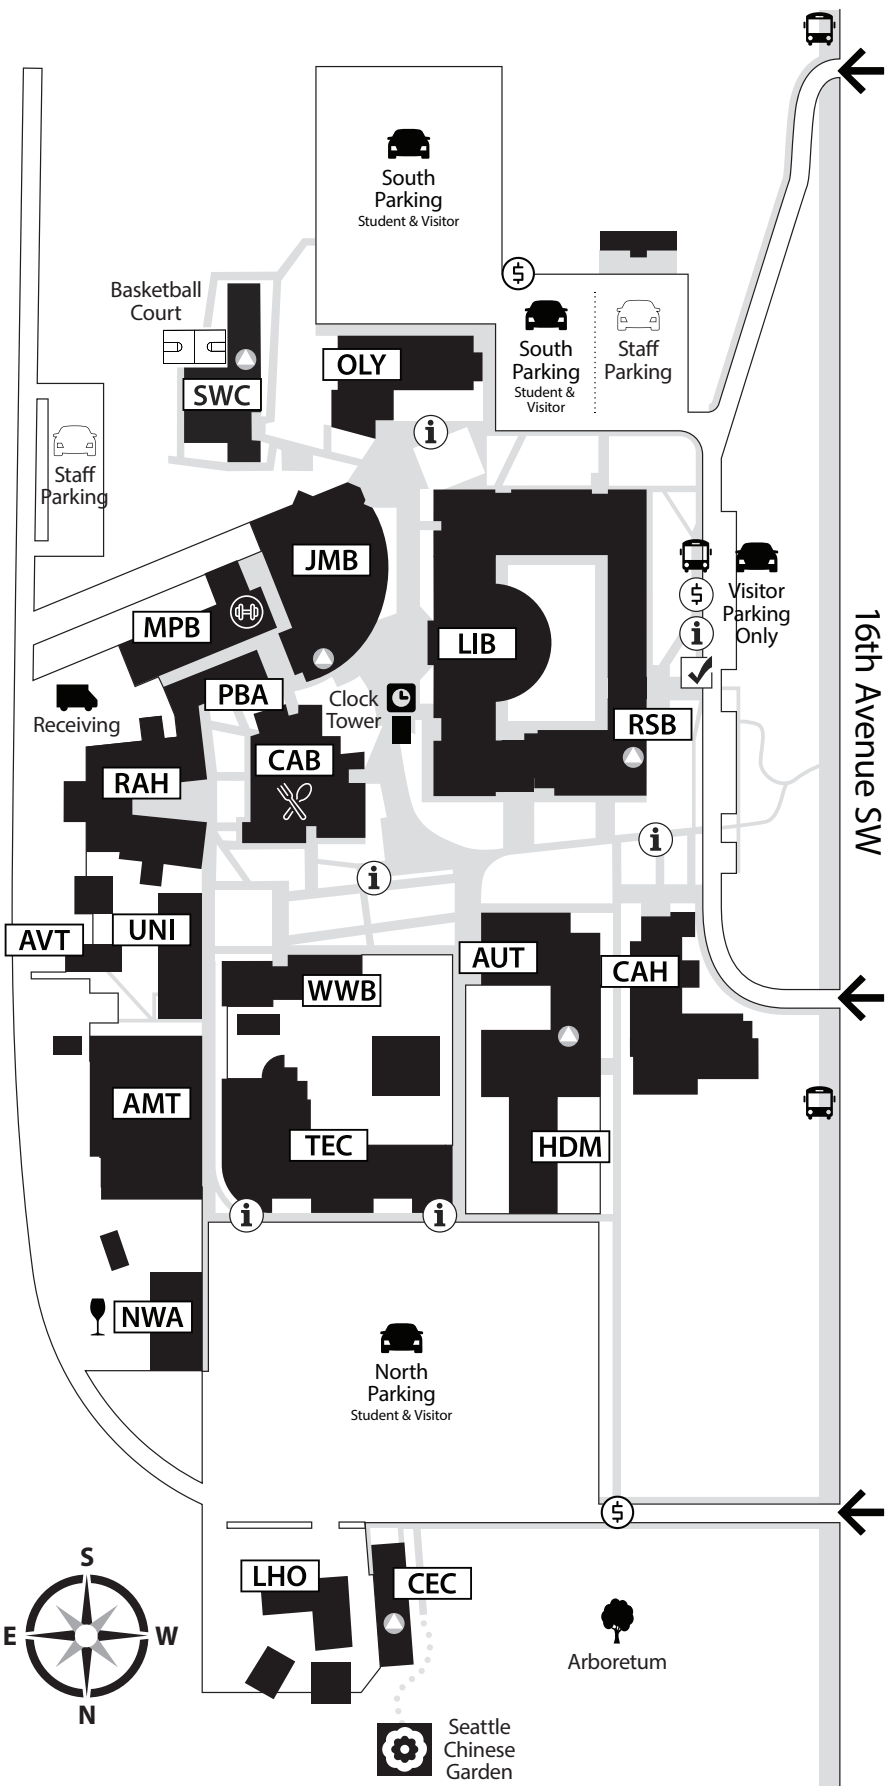 South
Parking
Student & Visitor
$
Basketball
Court
South
Parking
Student &
Visitor
Staff
Parking
OLY
SWC
i
Staff
Parking
JMB
MPB
LIB
$
i
Visitor
Parking
Only
16th Avenue SW
PBA
Clock
Tower
Receiving
RSB
CAB
RAH
i
i
UNI
AVT
AUT
CAH
WWB
AMT
TEC
HDM
i
i
NWA
North
Parking
Student & Visitor
$
S
E
W
N
LHO
CEC
Arboretum
Seattle
Chinese
Garden